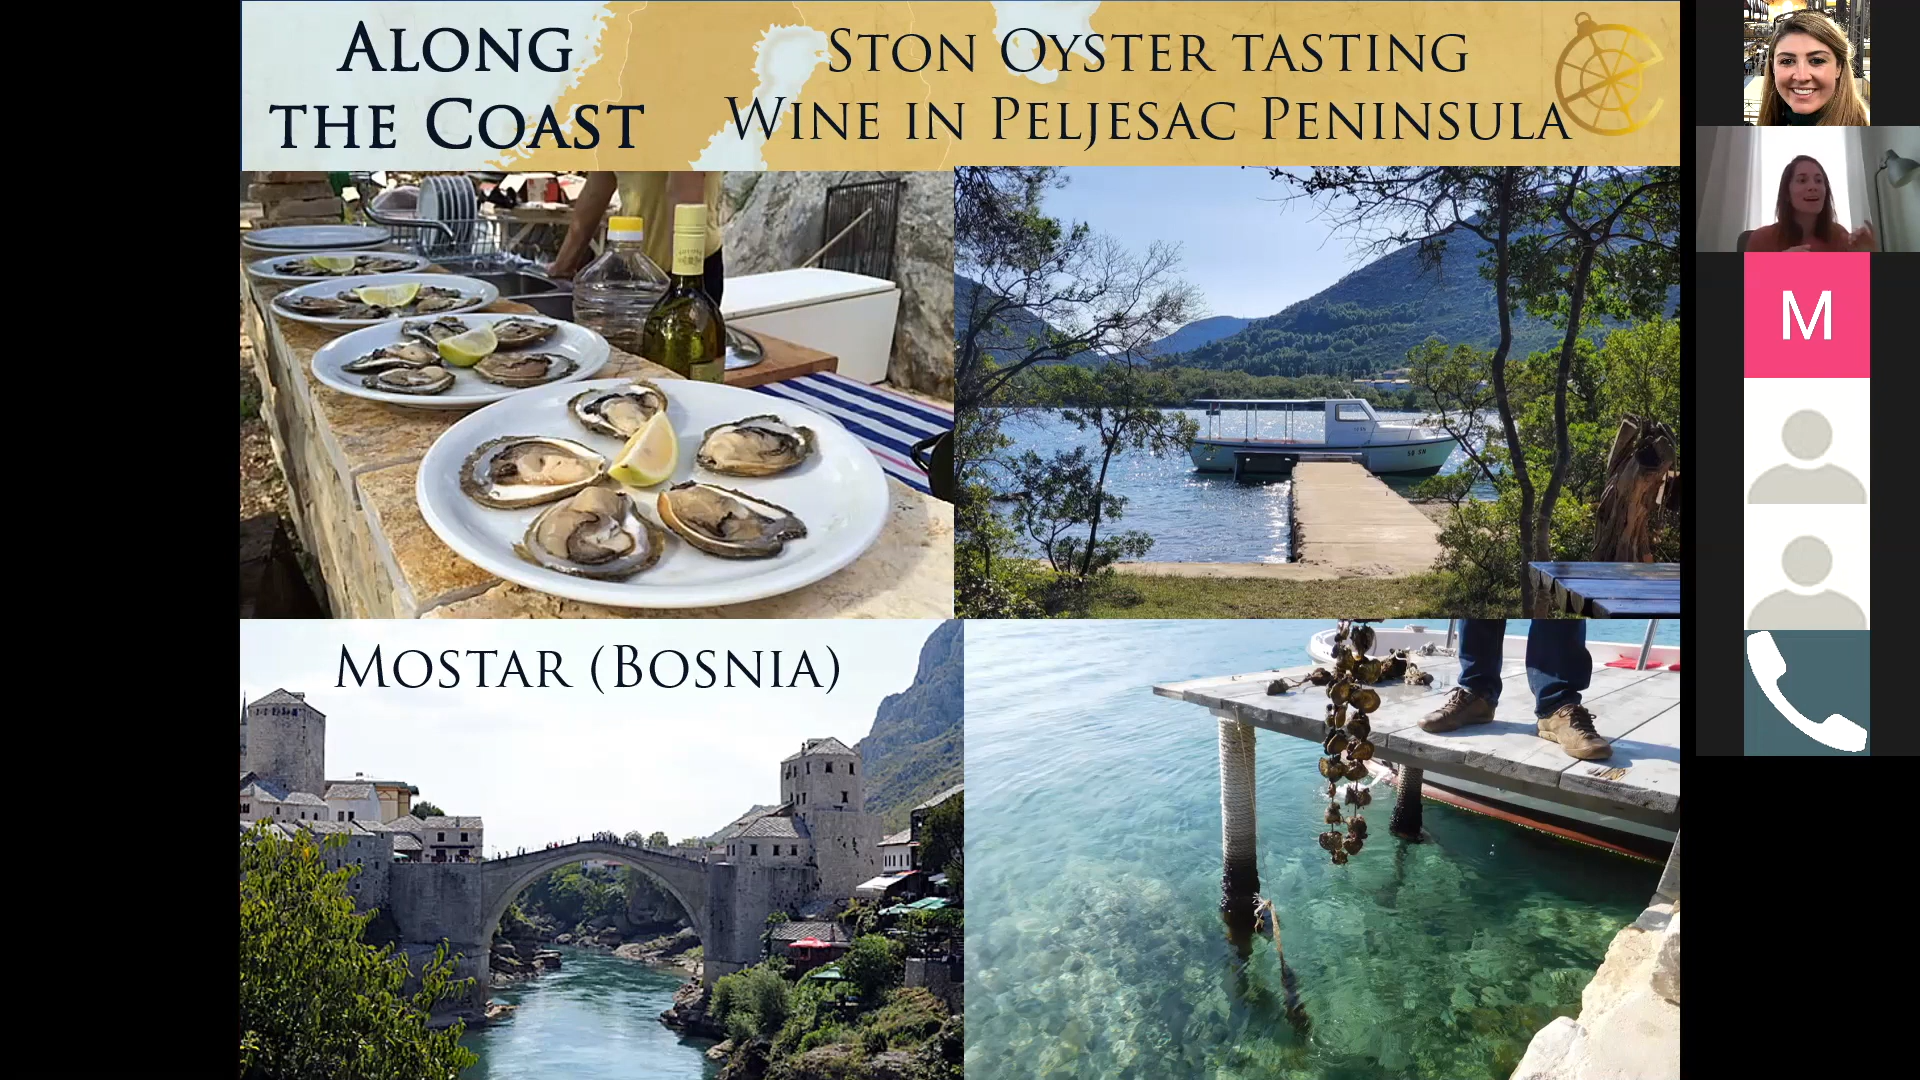 Along
the Coast
Ston Oyster tasting
Wine in Peljesac Peninsula
Mostar (Bosnia)
M